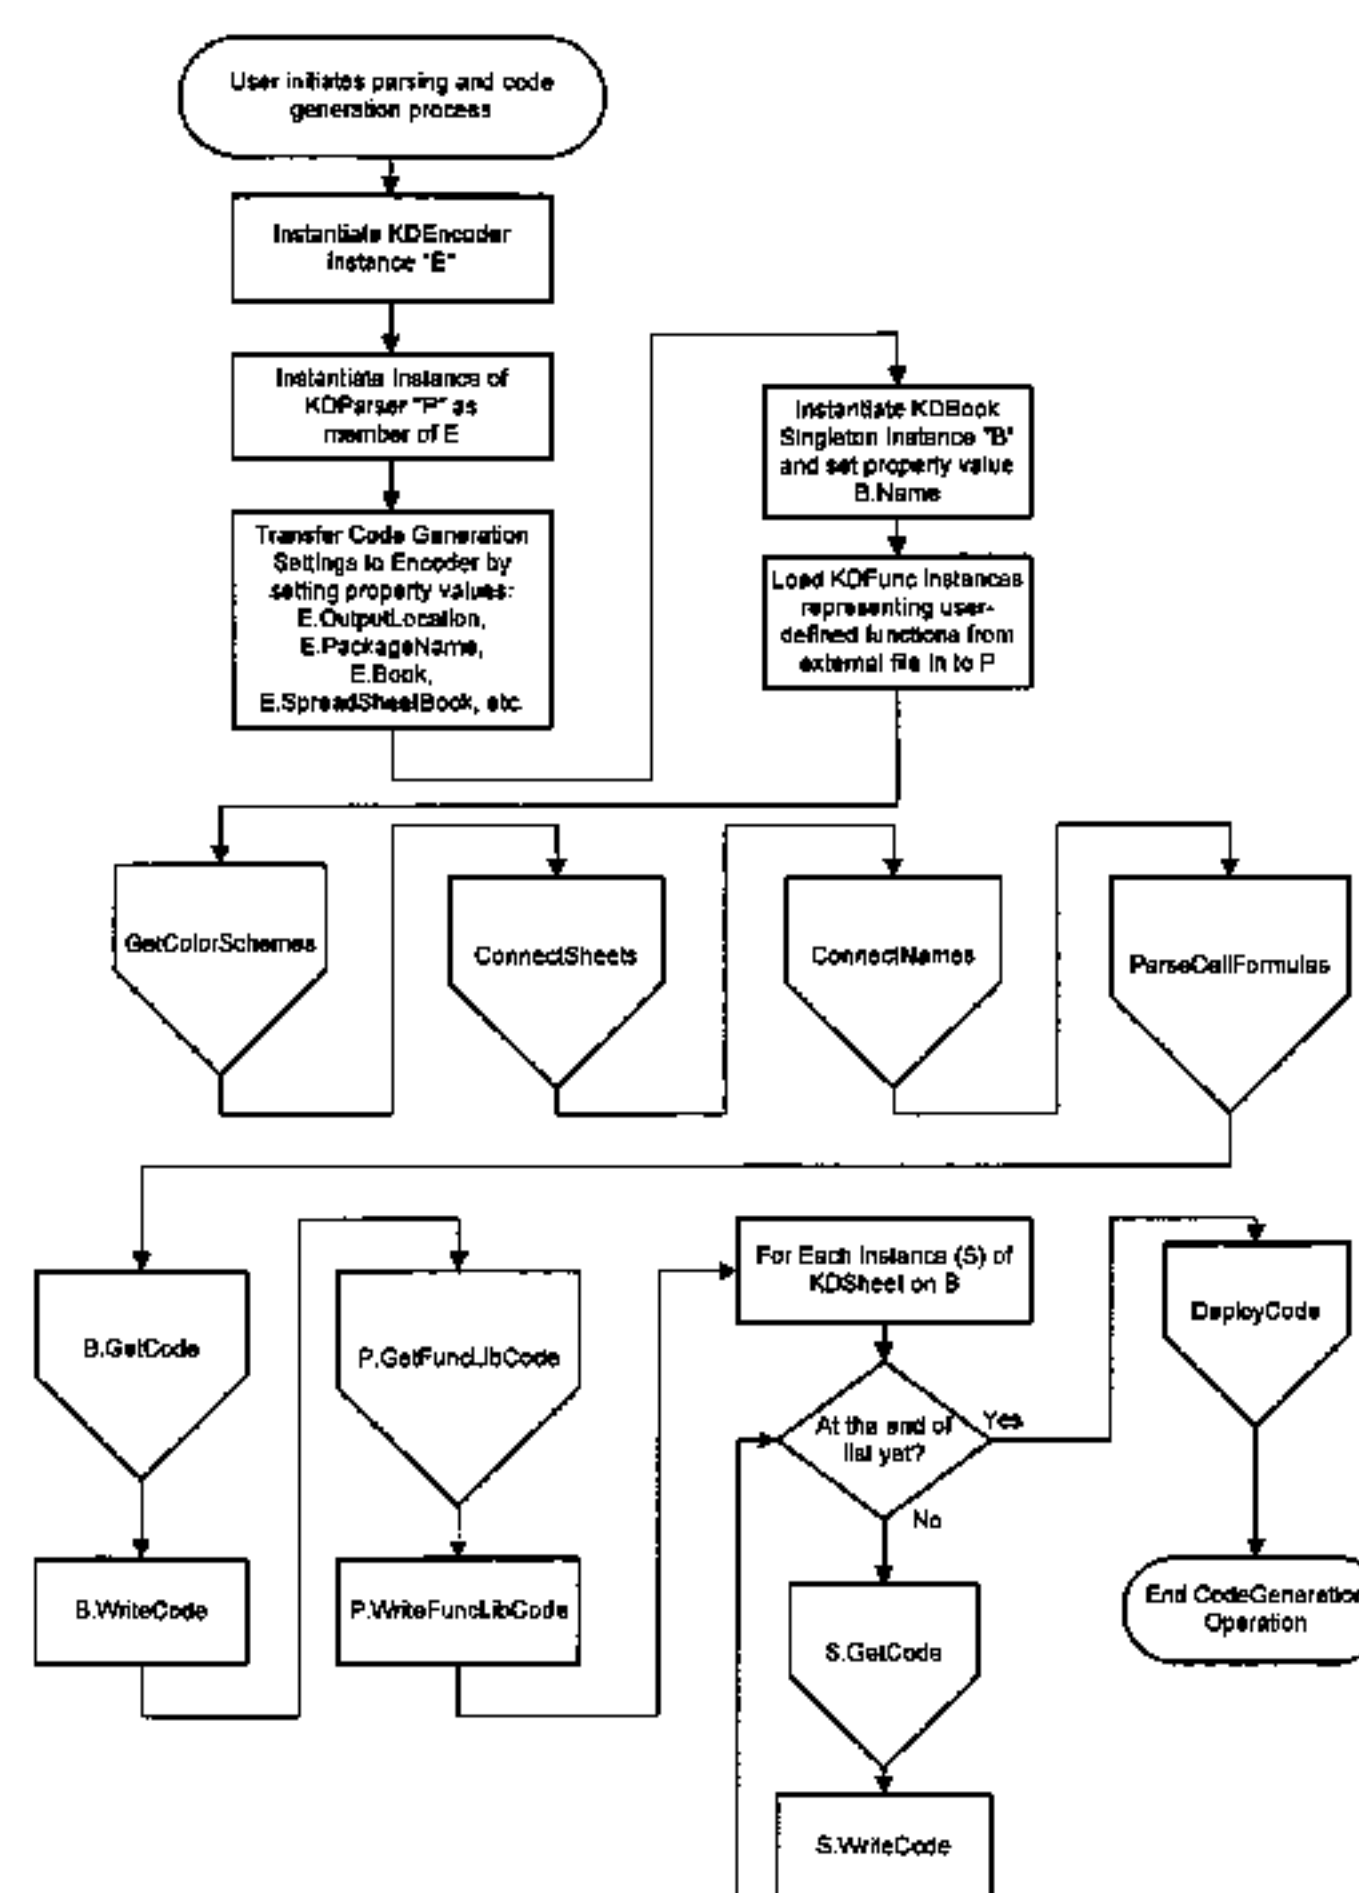 User initiates parsing and code
generation process
Instantiate KDEncoder
Instance "E"
Instantiate Instance of
KDParser "P" as
member of E
Transfer Code Generation
Settings to Encoder by
setting property values:
E.OutputLocation,
E.PackageName,
E.Book,
E.SpreadSheetBook, etc.
Instantiate KDBook
Singleton Instance "B"
and set property value
B.Name
Load KDFunc Instances
representing user-
defined functions from
external file in to P
GetColorSchemes
ConnectSheets
ConnectNames
ParseCellFormulas
B.GetCode
B.WriteCode
P.GetFuncLibCode
P.WriteFuncLibCode
For Each Instance (S) of
KDSheet on B
At the end of
list yet?
Yes
No
S.GetCode
S.WriteCode
DeployCode
End CodeGeneration
Operation